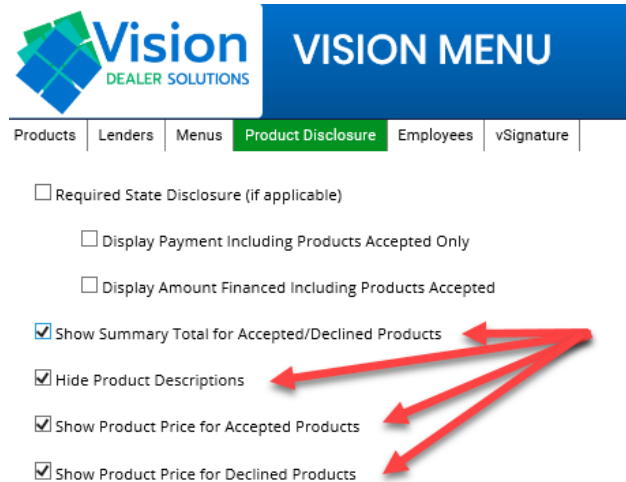 Vision
DEALER SOLUTIONS
VISION MENU
Products Lenders Menus Product Disclosure Employees vSignature
Required State Disclosure (if applicable)
Display Payment Including Products Accepted Only
Display Amount Financed Including Products Accepted
Show Summary Total for Accepted/Declined Products
Hide Product Descriptions
Show Product Price for Accepted Products
Show Product Price for Declined Products